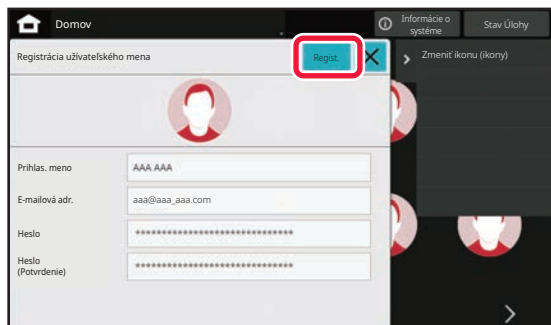 Domov
Informácie o
systéme
Stav Úlohy
Registrácia užívateľského mena
Regist.
Zmeniť ikonu (ikony)
Prihlas. meno
AAA AAA
E-mailová adr.
aaa@aaa_aaa.com
Heslo
********************************
Heslo
(Potvrdenie)
********************************